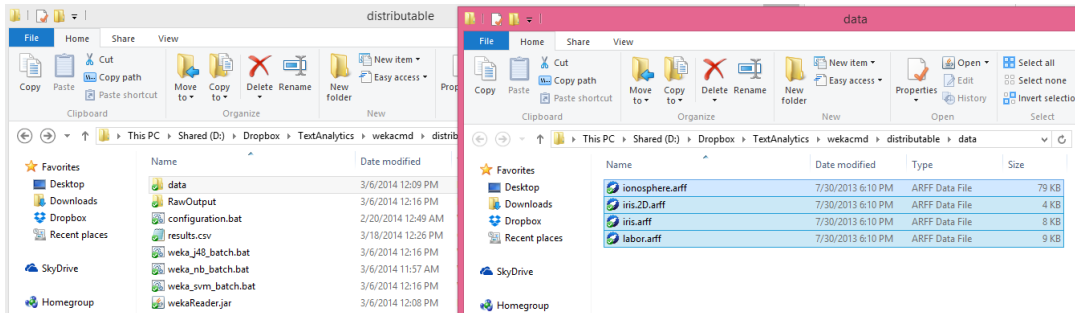 distributable
File Home Share View
Copy Paste Cut Copy path Paste shortcut Move to Copy to Delete Rename New folder New item Easy access
Clipboard Organize New
This PC Shared (D:) Dropbox TextAnalytics wekacmd
Favorites
Desktop
Downloads
Dropbox
Recent places
SkyDrive
Homegroup
Name Date modified
data 3/6/2014 12:09 PM
RawOutput 3/6/2014 12:16 PM
configuration.bat 2/20/2014 12:49 AM
results.csv 3/18/2014 12:26 PM
weka_j48_batch.bat 3/6/2014 12:16 PM
weka_nb_batch.bat 3/6/2014 11:57 AM
weka_svm_batch.bat 3/6/2014 12:16 PM
wekaReader.jar 3/6/2014 12:08 PM
data
File Home Share View
Copy Paste Cut Copy path Paste shortcut Move to Copy to Delete Rename New folder New item Easy access Properties Open Edit History Select all Select none Invert selectio
Clipboard Organize New Open Select
This PC Shared (D:) Dropbox TextAnalytics wekacmd distributable data
Favorites
Desktop
Downloads
Dropbox
Recent places
SkyDrive
Homegroup
Name Date modified Type Size
ionosphere.arff 7/30/2013 6:10 PM ARFF Data File 79 KB
iris.2D.arff 7/30/2013 6:10 PM ARFF Data File 4 KB
iris.arff 7/30/2013 6:10 PM ARFF Data File 8 KB
labor.arff 7/30/2013 6:10 PM ARFF Data File 9 KB